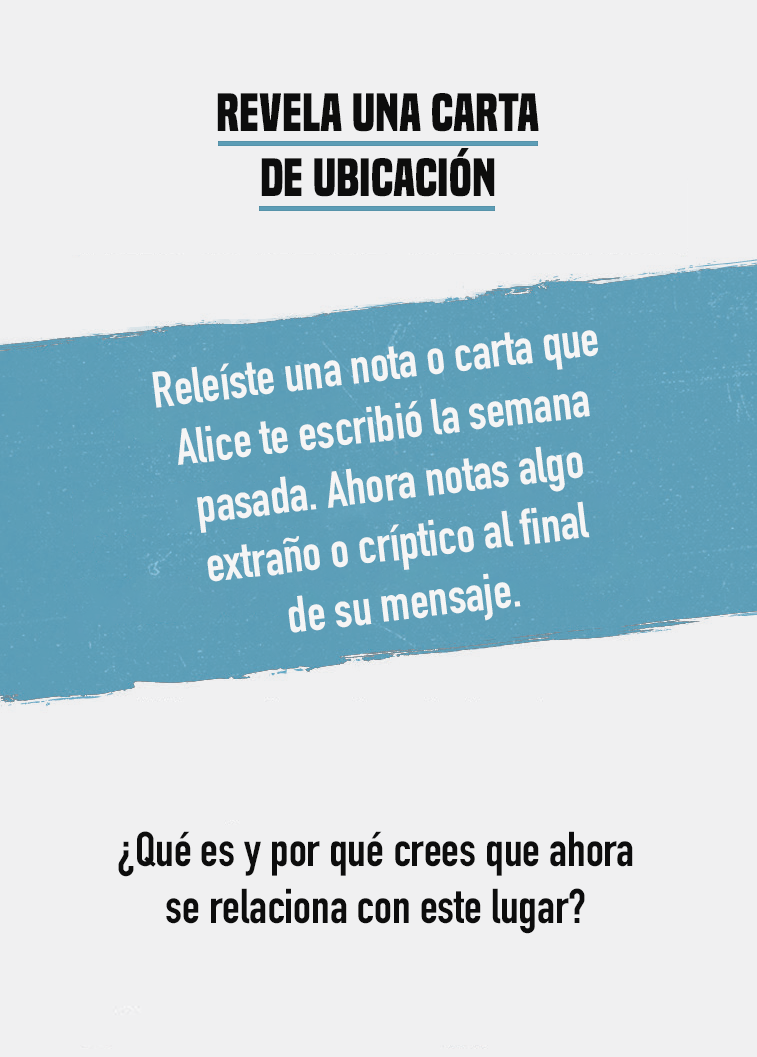 REVELA UNA CARTA
DE UBICACIÓN
Releíste una nota o carta que
Alice te escribió la semana
pasada. Ahora notas algo
extraño o críptico al final
de su mensaje.
¿Qué es y por qué crees que ahora
se relaciona con este lugar?